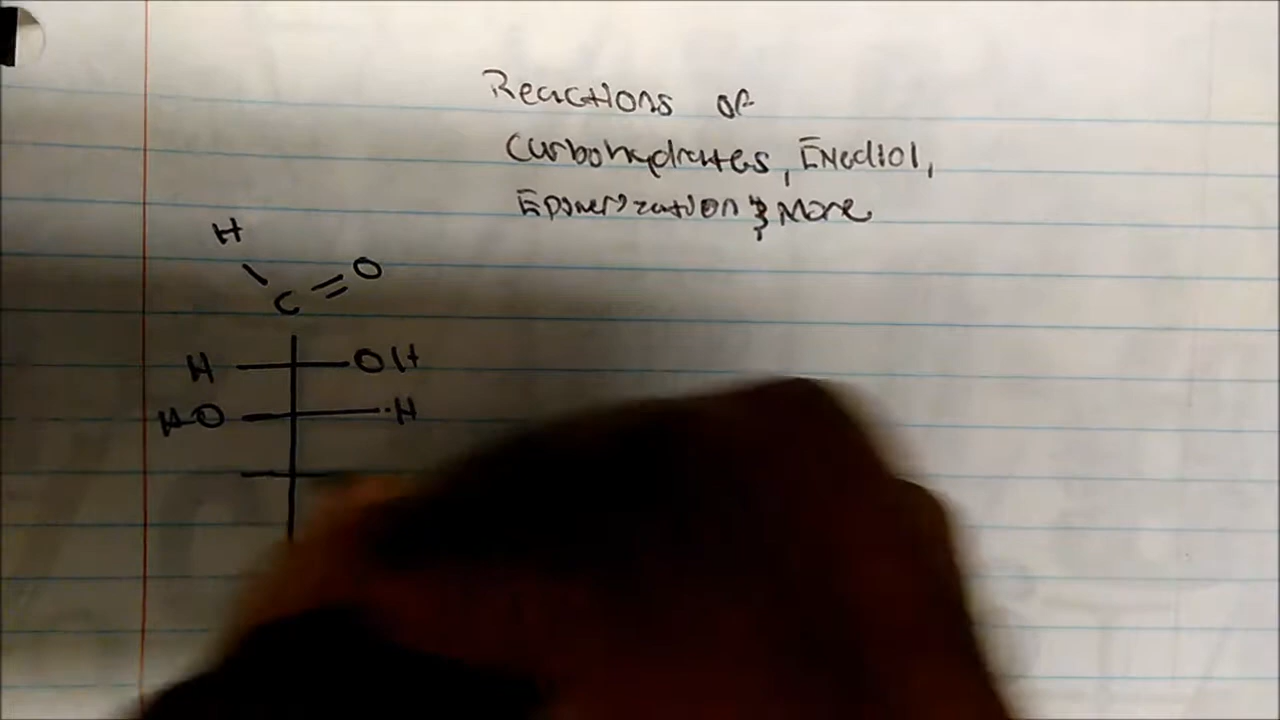 Reactions of
Carbohydrates, Enediol,
Epimerization & More
H
C = O
H OH
HO H